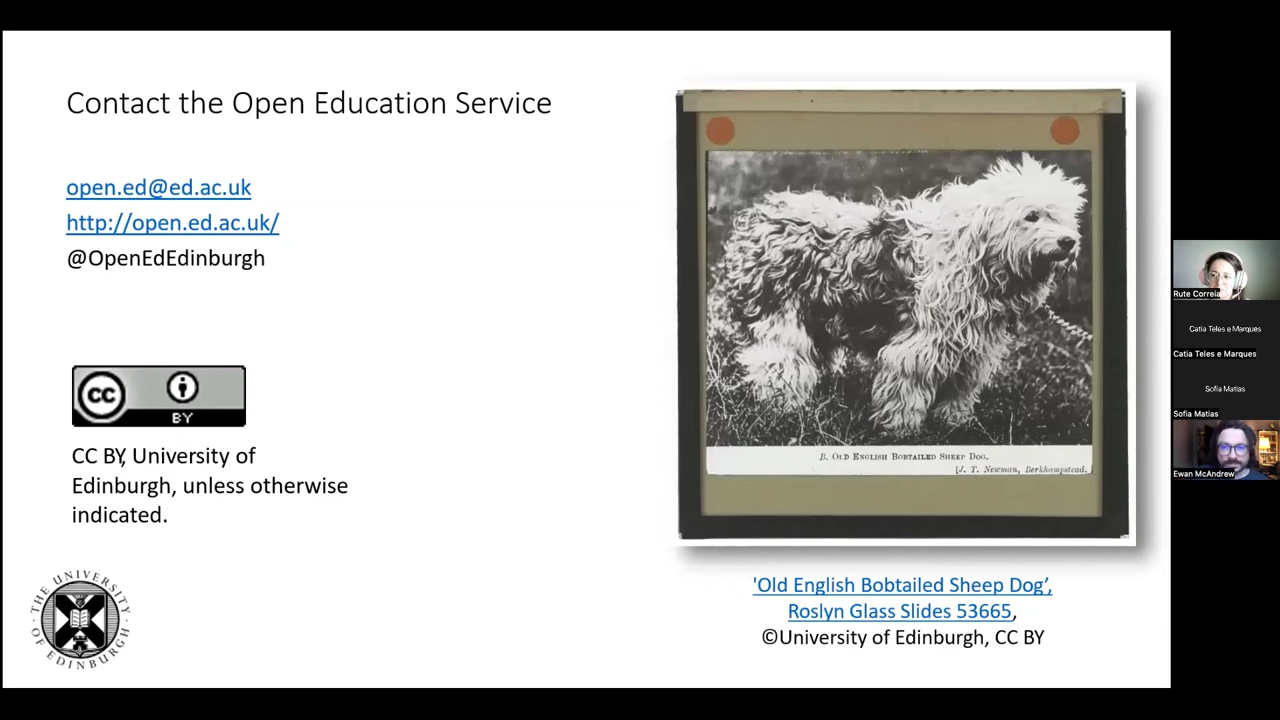 Contact the Open Education Service
open.ed@ed.ac.uk
http://open.ed.ac.uk/
@OpenEdEdinburgh
CC
BY
CC BY, University of
Edinburgh, unless otherwise
indicated.
THE UNIVERSITY
OF EDINBURGH
B. OLD ENGLISH BOBTAILED SHEEP DOG.
[J. T. Newman, Berkhampstead.
'Old English Bobtailed Sheep Dog’,
Roslyn Glass Slides 53665,
©University of Edinburgh, CC BY
Rute Correia
Catia Teles e Marques
Catia Teles e Marques
Sofia Matias
Sofia Matias
Ewan McAndrew